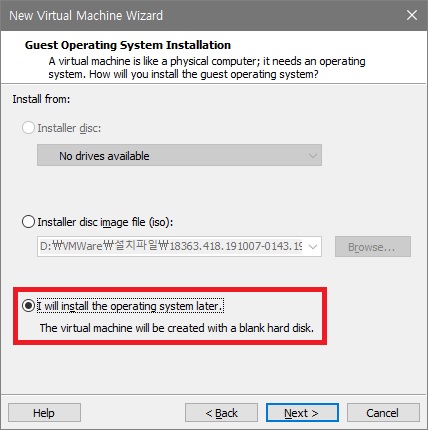 New Virtual Machine Wizard
Guest Operating System Installation
A virtual machine is like a physical computer; it needs an operating
system. How will you install the guest operating system?
Install from:
Installer disc:
No drives available
Installer disc image file (iso):
D:₩VMWare₩설치파일₩18363.418.191007-0143.19
Browse...
I will install the operating system later.
The virtual machine will be created with a blank hard disk.
Help
< Back
Next >
Cancel